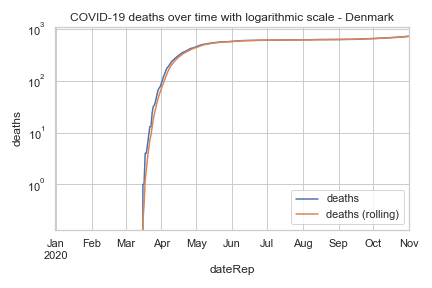 COVID-19 deaths over time with logarithmic scale - Denmark
10³
10²
10¹
10⁰
deaths
deaths
deaths (rolling)
Jan Feb Mar Apr May Jun Jul Aug Sep Oct Nov
2020
dateRep